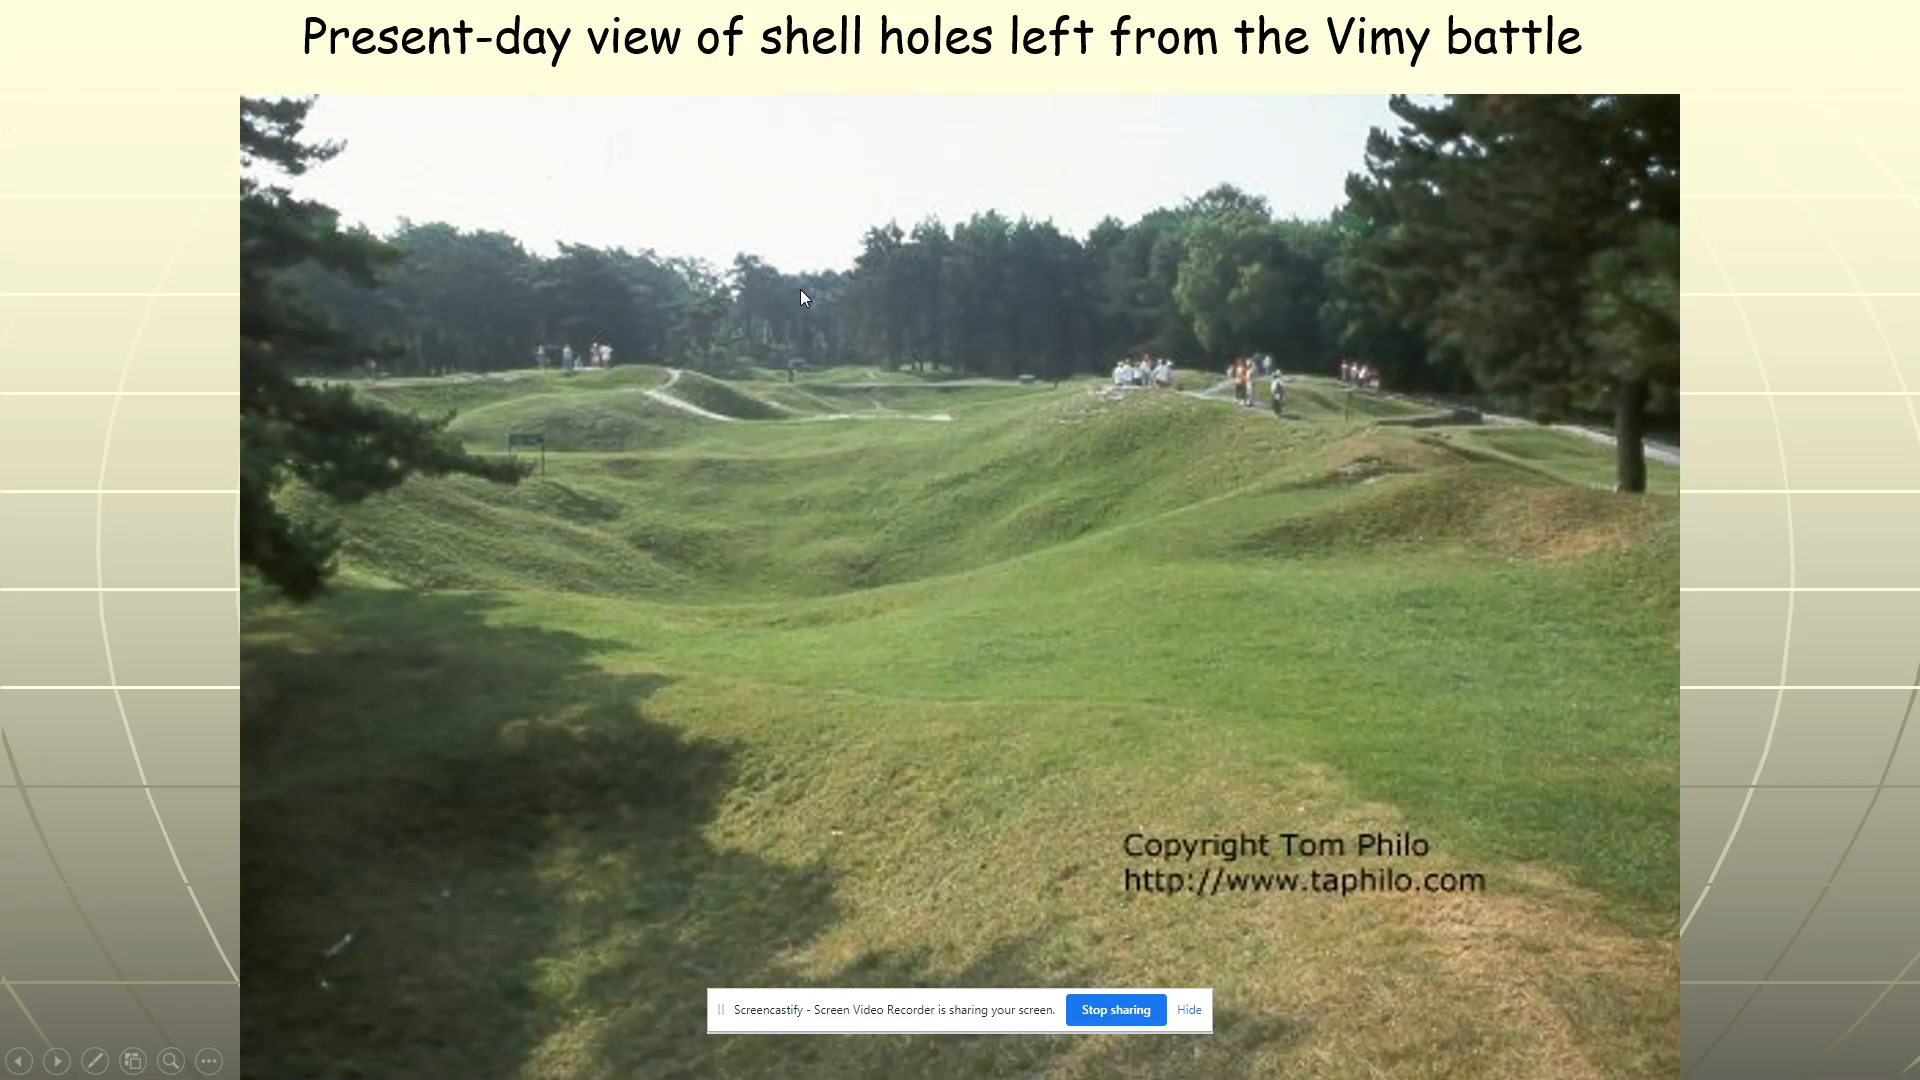 Present-day view of shell holes left from the Vimy battle
Copyright Tom Philo
http://www.taphilo.com
Screencastify - Screen Video Recorder is sharing your screen.
Stop sharing
Hide